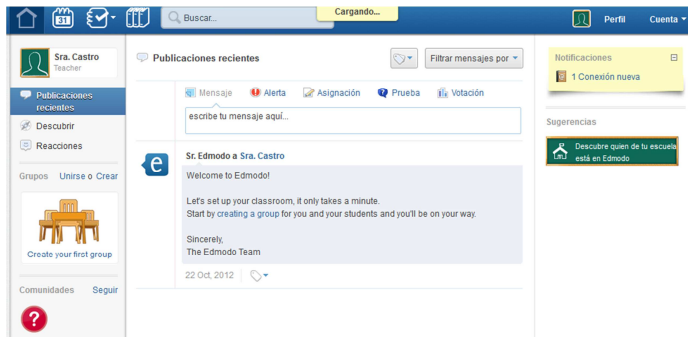 31
Buscar...
Cargando...
Perfil
Cuenta
Sra. Castro
Teacher
Publicaciones
recientes
Descubrir
Reacciones
Grupos Unirse o Crear
Create your first group
Comunidades Seguir
?
Publicaciones recientes
Filtrar mensajes por
Mensaje Alerta Asignación Prueba Votación
escribe tu mensaje aquí...
e
Sr. Edmodo a Sra. Castro
Welcome to Edmodo!
Let's set up your classroom, it only takes a minute.
Start by creating a group for you and your students and you'll be on your way.
Sincerely,
The Edmodo Team
22 Oct, 2012
Notificaciones
1 Conexión nueva
Sugerencias
Descubre quien de tu escuela
está en Edmodo